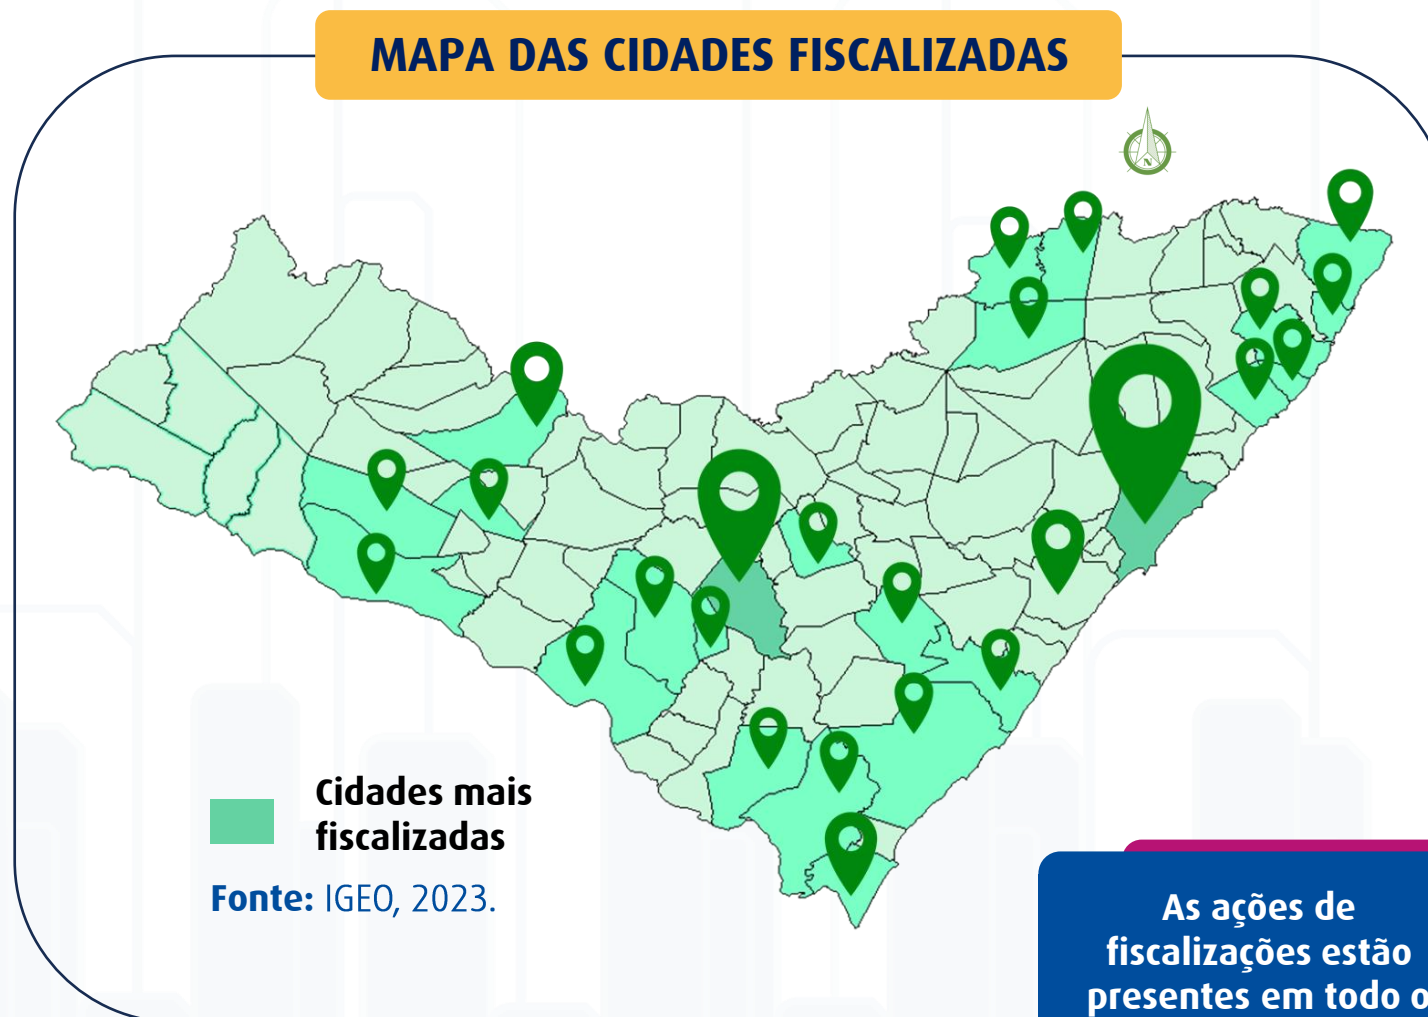 MAPA DAS CIDADES FISCALIZADAS
N
Cidades mais
fiscalizadas
Fonte: IGEO, 2023.
As ações de
fiscalizações estão
presentes em todo o